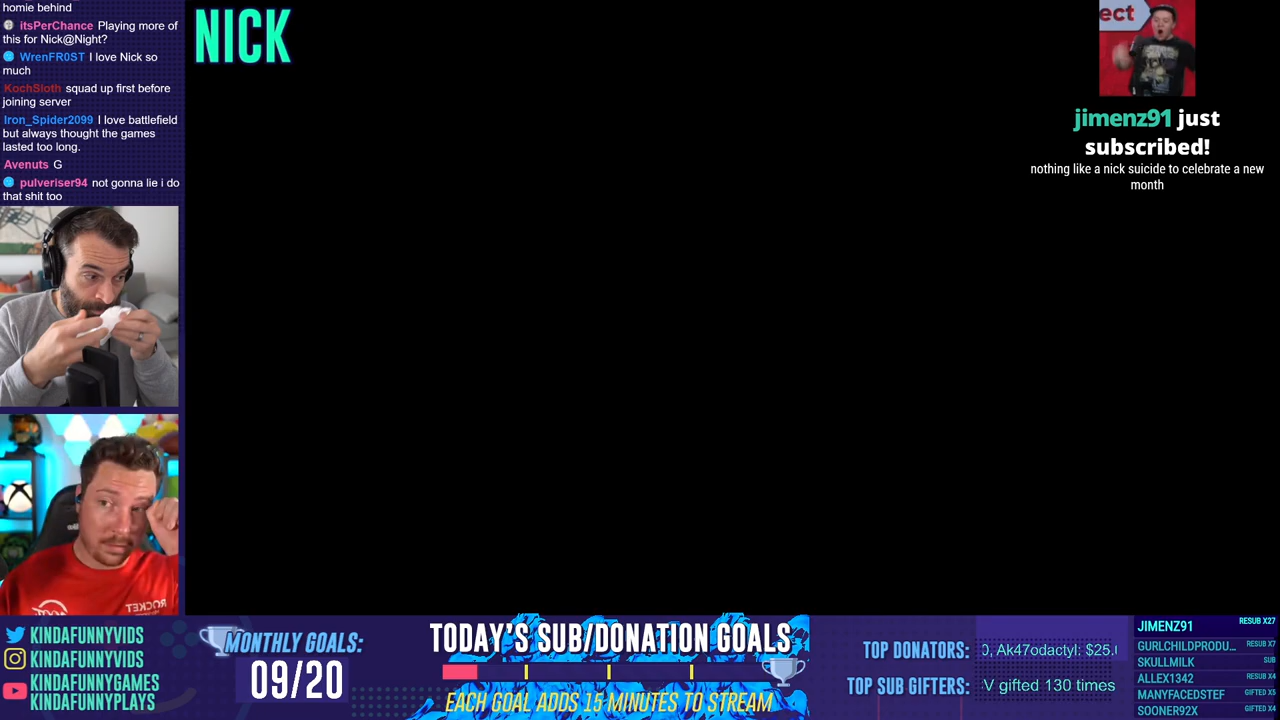 homie behind
itsPerChance Playing more of
this for Nick@Night?
WrenFR0ST I love Nick so
much
KochSloth squad up first before
joining server
Iron_Spider2099 I love battlefield
but always thought the games
lasted too long.
Avenuts G
pulveriser94 not gonna lie i do
that shit too
NICK
ect
jimenz91 just
subscribed!
nothing like a nick suicide to celebrate a new
month
ROCKET
KINDAFUNNYVIDS
KINDAFUNNYVIDS
KINDAFUNNYGAMES
KINDAFUNNYPLAYS
MONTHLY GOALS:
09/20
TODAY'S SUB/DONATION GOALS
EACH GOAL ADDS 15 MINUTES TO STREAM
TOP DONATORS:
), Ak47odactyl: $25.
TOP SUB GIFTERS:
V gifted 130 times
JIMENZ91 RESUB X27
GURLCHILDPRODU... RESUB X7
SKULLMILK SUB
ALLEX1342 RESUB X4
MANYFACEDSTEF GIFTED X5
SOONER92X GIFTED X4